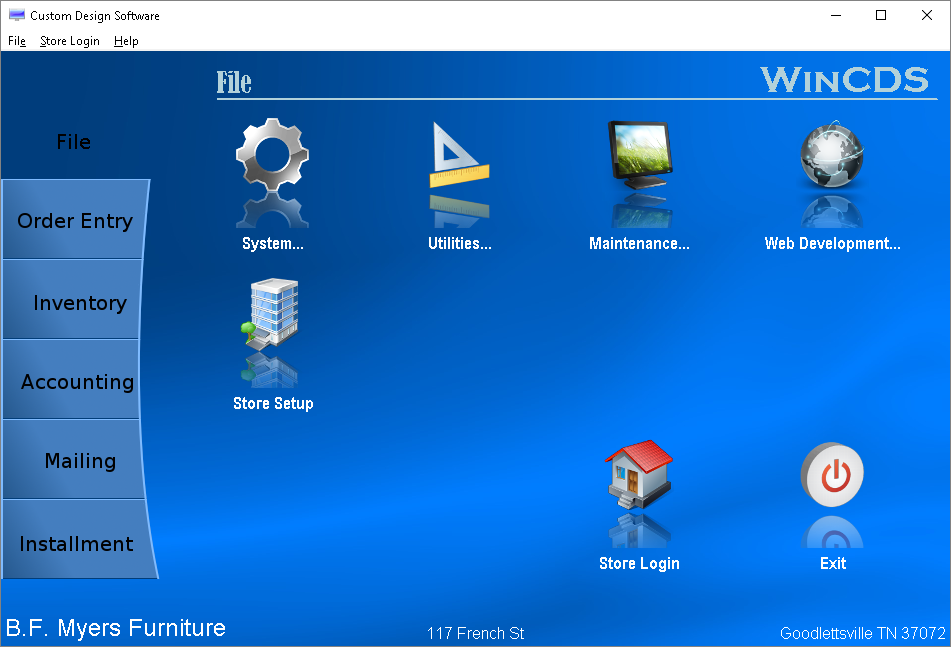 Custom Design Software
File Store Login Help
File
WinCDS
File
Order Entry
Inventory
Accounting
Mailing
Installment
System...
Utilities...
Maintenance...
Web Development...
Store Setup
Store Login
Exit
B.F. Myers Furniture
117 French St
Goodlettsville TN 37072